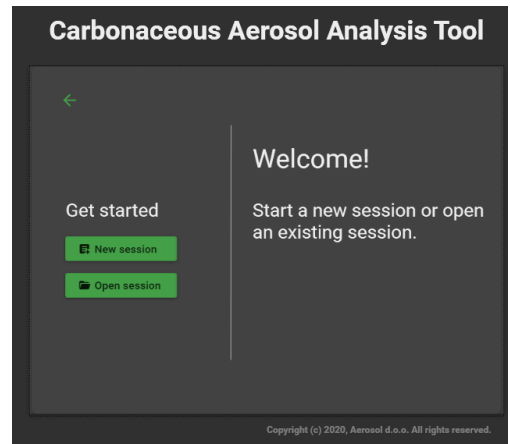 Carbonaceous Aerosol Analysis Tool
Welcome!
Get started
Start a new session or open
an existing session.
New session
Open session
Copyright (c) 2020, Aerosol d.o.o. All rights reserved.